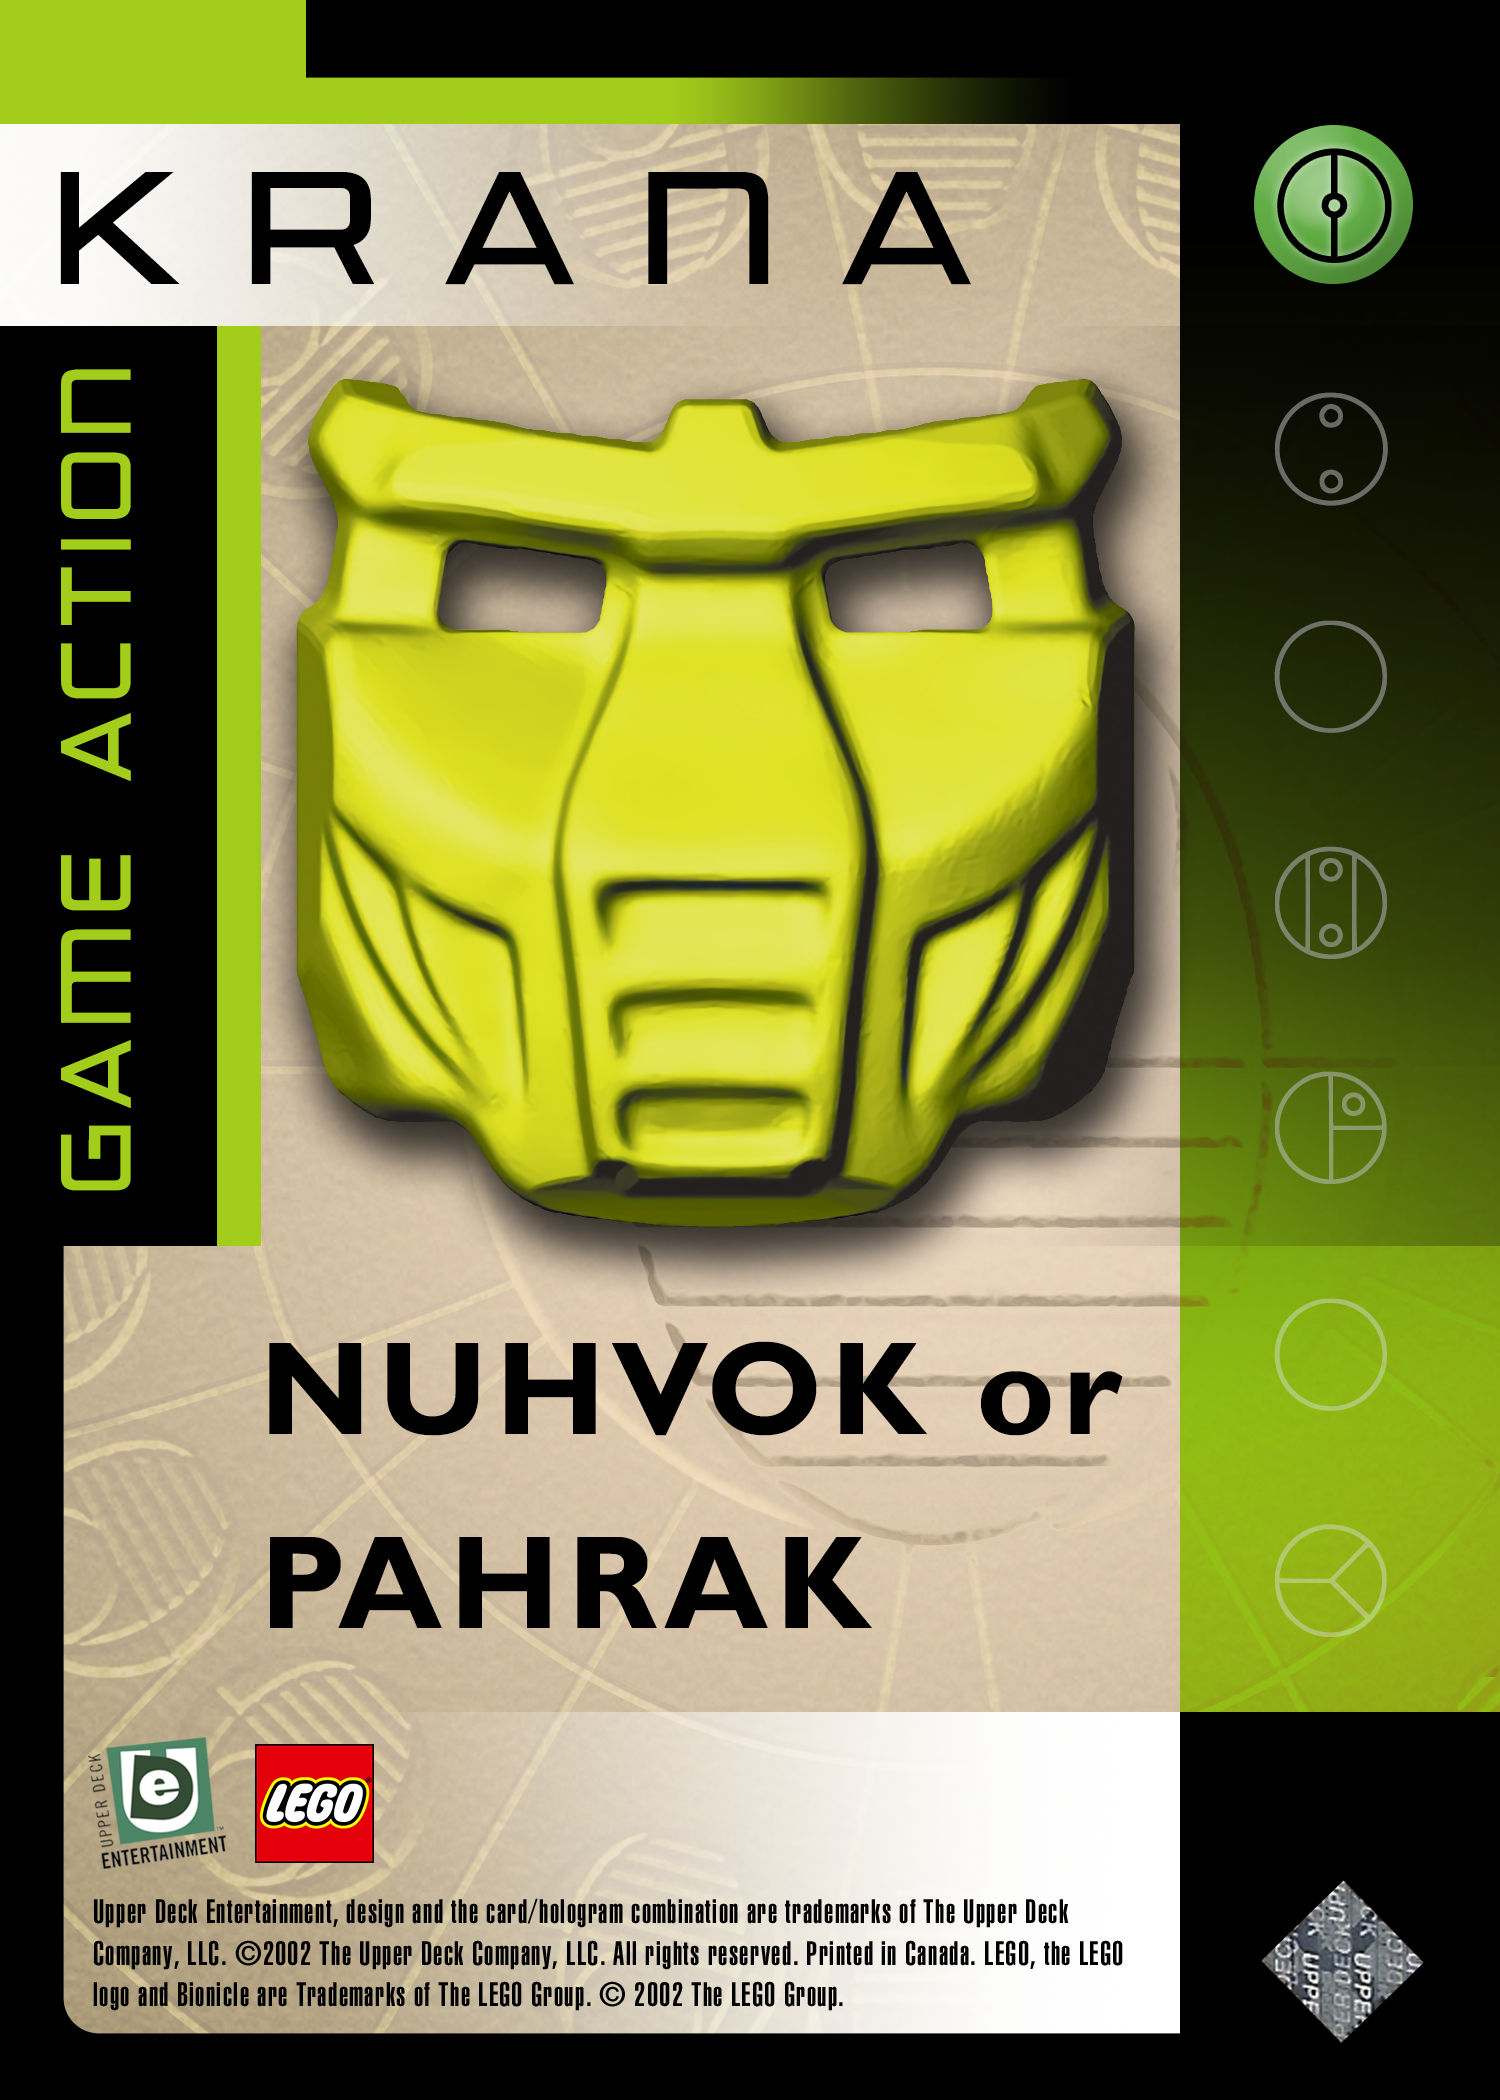 KRANA
GAME ACTION
NUHVOK or
PAHRAK
UPPER DECK
UDe
ENTERTAINMENT™
LEGO
Upper Deck Entertainment, design and the card/hologram combination are trademarks of The Upper Deck
Company, LLC. ©2002 The Upper Deck Company, LLC. All rights reserved. Printed in Canada. LEGO, the LEGO
logo and Bionicle are Trademarks of The LEGO Group. © 2002 The LEGO Group.